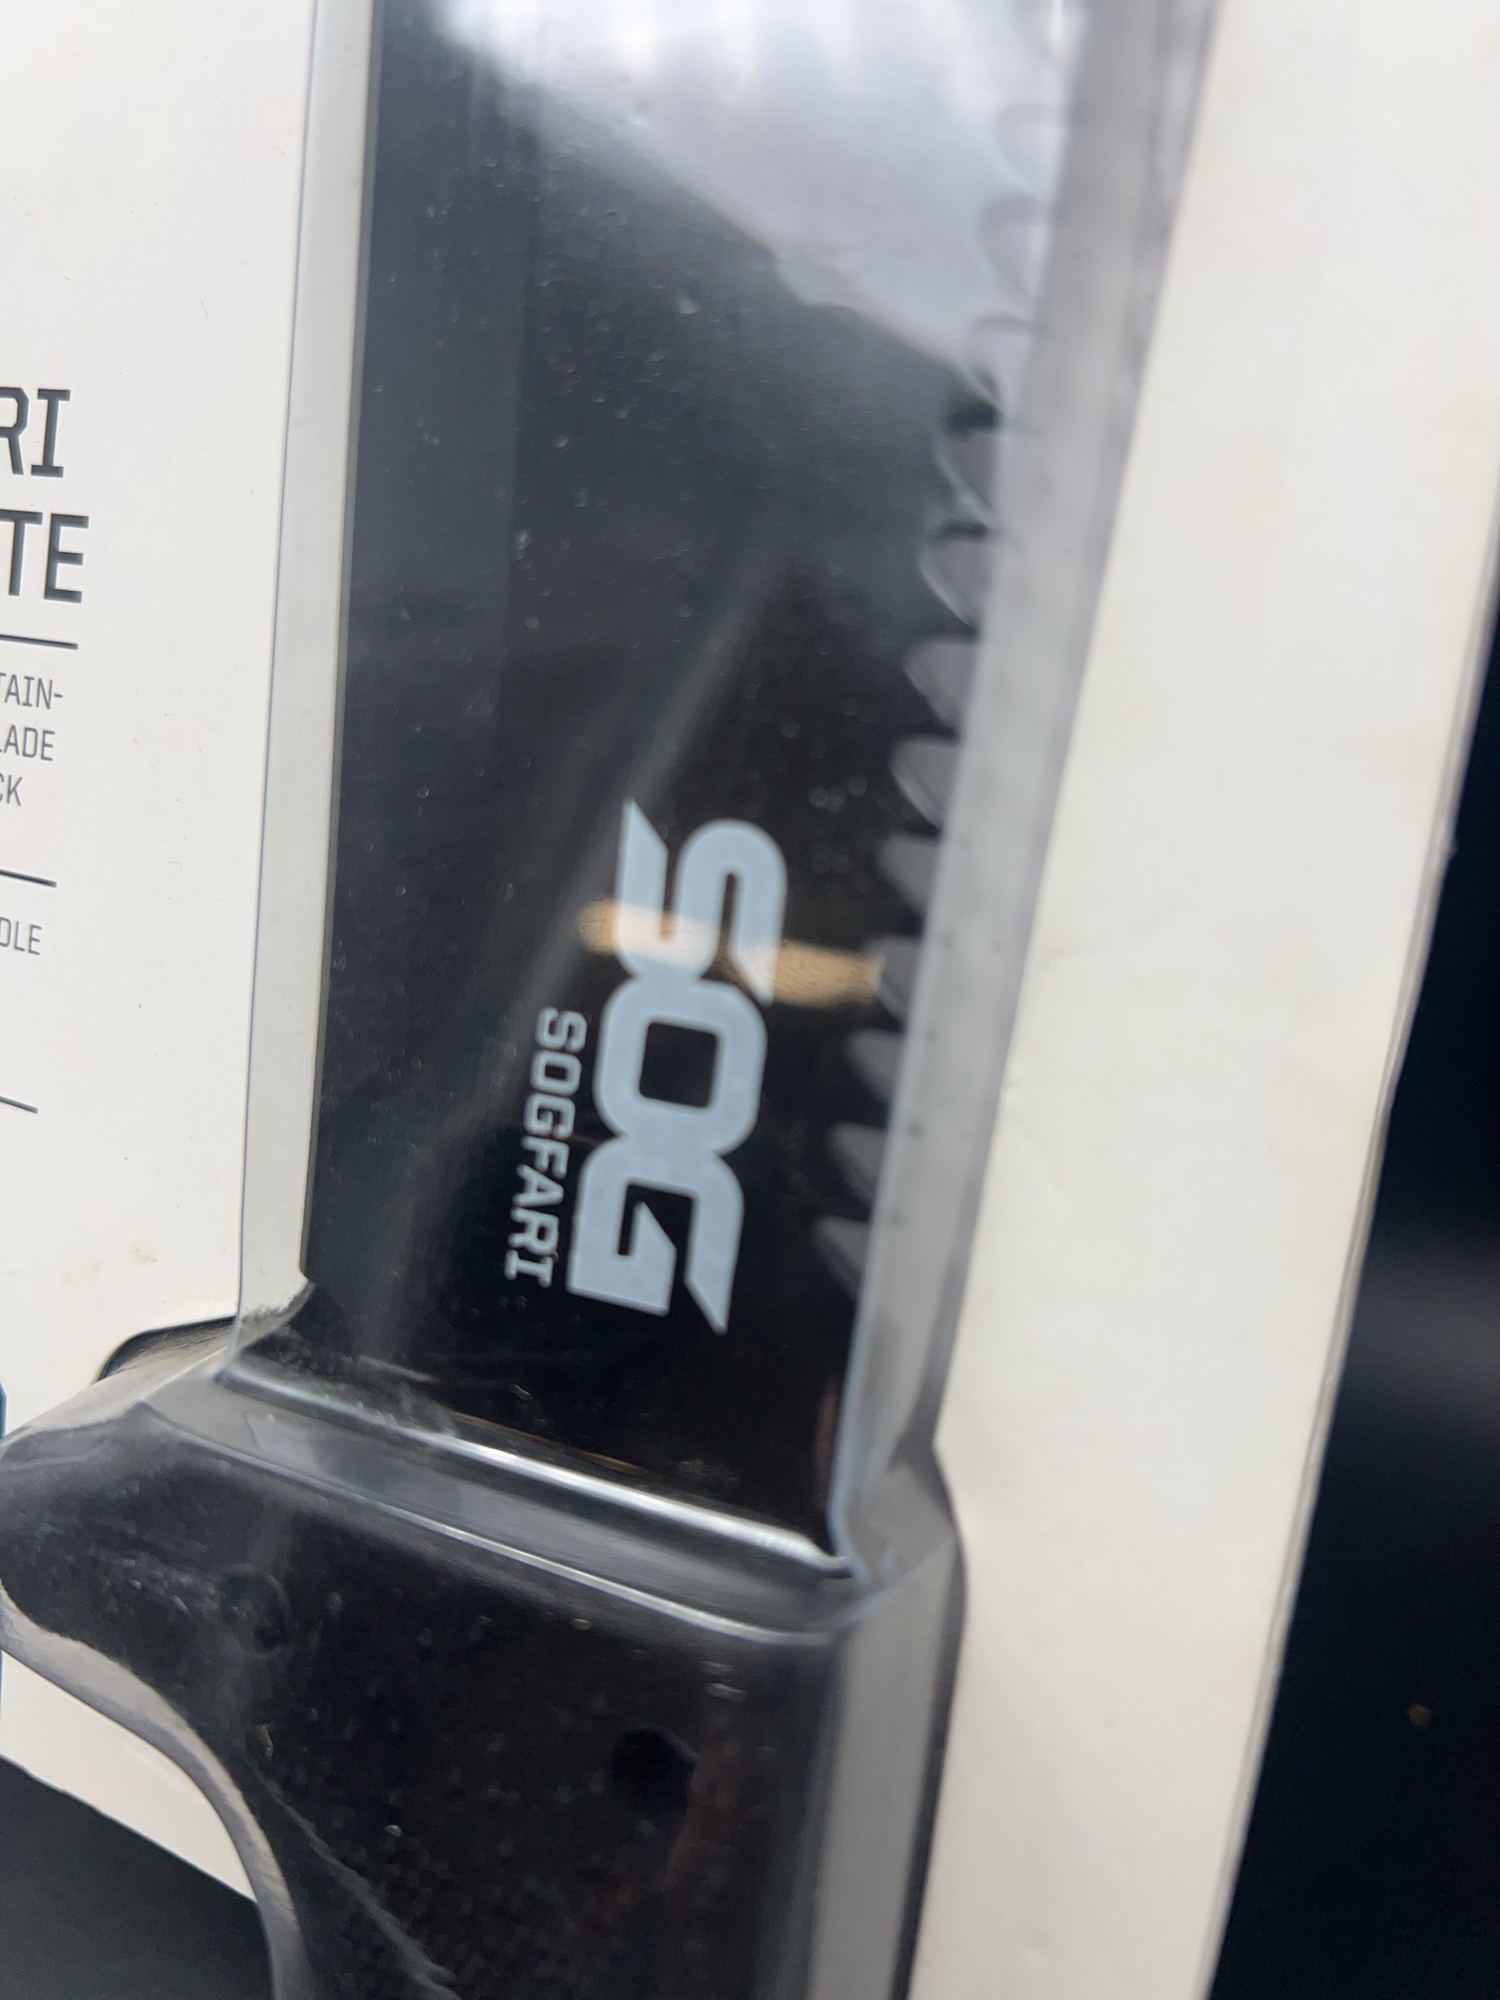 RI
TE
TAIN-
LADE
CK
DLE
SOG
SOGFARI